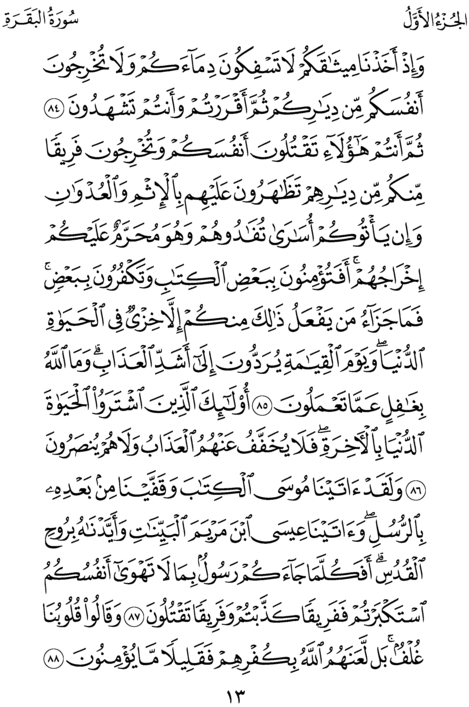 الجُزْءُ الأَوَّلُ سُورَةُ البَقَرَةِ
وَإِذْ أَخَذْنَا مِيثَٰقَكُمْ لَا تَسْفِكُونَ دِمَآءَكُمْ وَلَا تُخْرِجُونَ
أَنفُسَكُم مِّن دِيَٰرِكُمْ ثُمَّ أَقْرَرْتُمْ وَأَنتُمْ تَشْهَدُونَ ٨٤
ثُمَّ أَنتُمْ هَٰٓؤُلَآءِ تَقْتُلُونَ أَنفُسَكُمْ وَتُخْرِجُونَ فَرِيقًا
مِّنكُم مِّن دِيَٰرِهِمْ تَظَٰهَرُونَ عَلَيْهِم بِٱلْإِثْمِ وَٱلْعُدْوَٰنِ
وَإِن يَأْتُوكُمْ أُسَٰرَىٰ تُفَٰدُوهُمْ وَهُوَ مُحَرَّمٌ عَلَيْكُمْ
إِخْرَاجُهُمْ ۚ أَفَتُؤْمِنُونَ بِبَعْضِ ٱلْكِتَٰبِ وَتَكْفُرُونَ بِبَعْضٍ ۚ
فَمَا جَزَآءُ مَن يَفْعَلُ ذَٰلِكَ مِنكُمْ إِلَّا خِزْىٌ فِى ٱلْحَيَوٰةِ
ٱلدُّنْيَا ۖ وَيَوْمَ ٱلْقِيَٰمَةِ يُرَدُّونَ إِلَىٰٓ أَشَدِّ ٱلْعَذَابِ ۗ وَمَا ٱللَّهُ
بِغَٰفِلٍ عَمَّا تَعْمَلُونَ ٨٥ أُو۟لَٰٓئِكَ ٱلَّذِينَ ٱشْتَرَوُا۟ ٱلْحَيَوٰةَ
ٱلدُّنْيَا بِٱلْءَاخِرَةِ ۖ فَلَا يُخَفَّفُ عَنْهُمُ ٱلْعَذَابُ وَلَا هُمْ يُنصَرُونَ
٨٦ وَلَقَدْ ءَاتَيْنَا مُوسَى ٱلْكِتَٰبَ وَقَفَّيْنَا مِنۢ بَعْدِهِۦ
بِٱلرُّسُلِ ۖ وَءَاتَيْنَا عِيسَى ٱبْنَ مَرْيَمَ ٱلْبَيِّنَٰتِ وَأَيَّدْنَٰهُ بِرُوحِ
ٱلْقُدُسِ ۗ أَفَكُلَّمَا جَآءَكُمْ رَسُولٌۢ بِمَا لَا تَهْوَىٰٓ أَنفُسُكُمُ
ٱسْتَكْبَرْتُمْ فَفَرِيقًا كَذَّبْتُمْ وَفَرِيقًا تَقْتُلُونَ ٨٧ وَقَالُوا۟ قُلُوبُنَا
غُلْفٌۢ ۚ بَل لَّعَنَهُمُ ٱللَّهُ بِكُفْرِهِمْ فَقَلِيلًا مَّا يُؤْمِنُونَ ٨٨
١٣